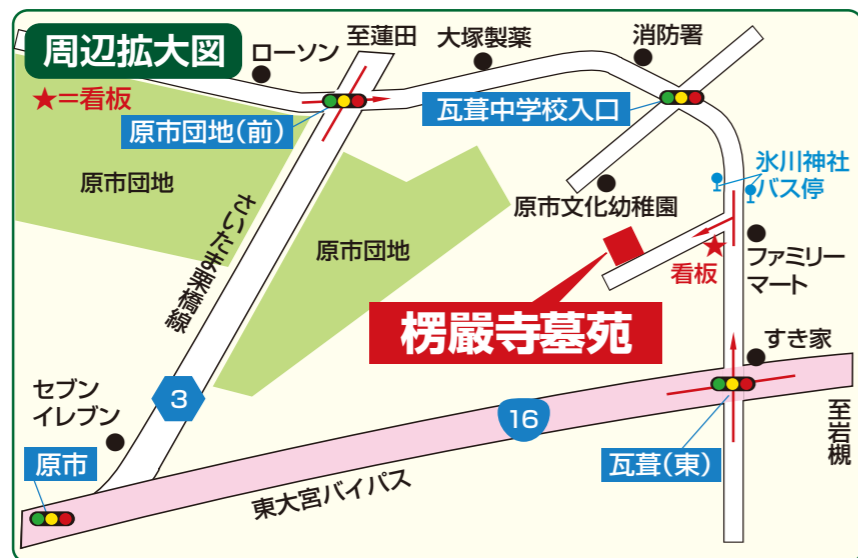 周辺拡大図
★=看板
ローソン
至蓮田
大塚製薬
消防署
原市団地(前)
瓦葺中学校入口
原市団地
さいたま栗橋線
原市団地
原市文化幼稚園
氷川神社
バス停
看板
ファミリー
マート
楞嚴寺墓苑
すき家
セブン
イレブン
3
16
至岩槻
原市
瓦葺(東)
東大宮バイパス